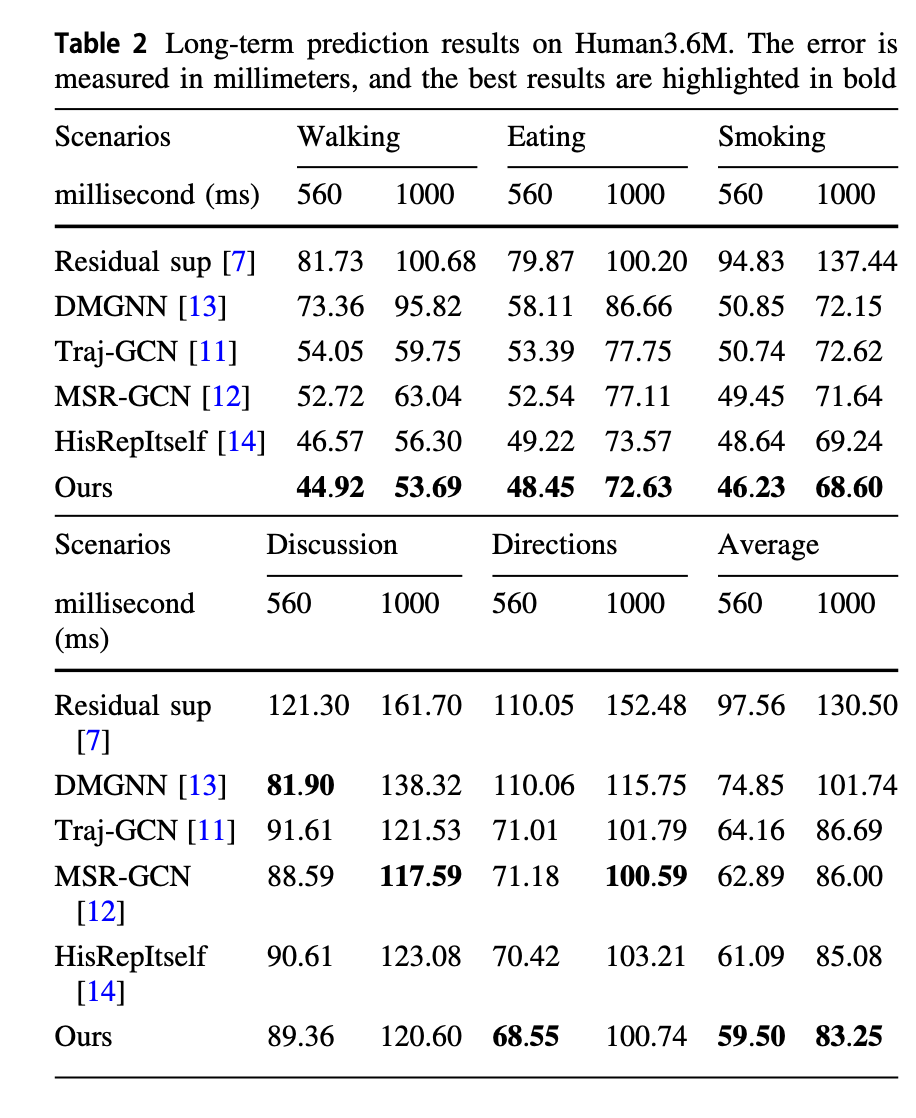 Table 2 Long-term prediction results on Human3.6M. The error is
measured in millimeters, and the best results are highlighted in bold
Scenarios Walking Eating Smoking
millisecond (ms) 560 1000 560 1000 560 1000
Residual sup [7] 81.73 100.68 79.87 100.20 94.83 137.44
DMGNN [13] 73.36 95.82 58.11 86.66 50.85 72.15
Traj-GCN [11] 54.05 59.75 53.39 77.75 50.74 72.62
MSR-GCN [12] 52.72 63.04 52.54 77.11 49.45 71.64
HisRepItself [14] 46.57 56.30 49.22 73.57 48.64 69.24
Ours 44.92 53.69 48.45 72.63 46.23 68.60
Scenarios Discussion Directions Average
millisecond 560 1000 560 1000 560 1000
(ms)
Residual sup 121.30 161.70 110.05 152.48 97.56 130.50
[7]
DMGNN [13] 81.90 138.32 110.06 115.75 74.85 101.74
Traj-GCN [11] 91.61 121.53 71.01 101.79 64.16 86.69
MSR-GCN 88.59 117.59 71.18 100.59 62.89 86.00
[12]
HisRepItself 90.61 123.08 70.42 103.21 61.09 85.08
[14]
Ours 89.36 120.60 68.55 100.74 59.50 83.25